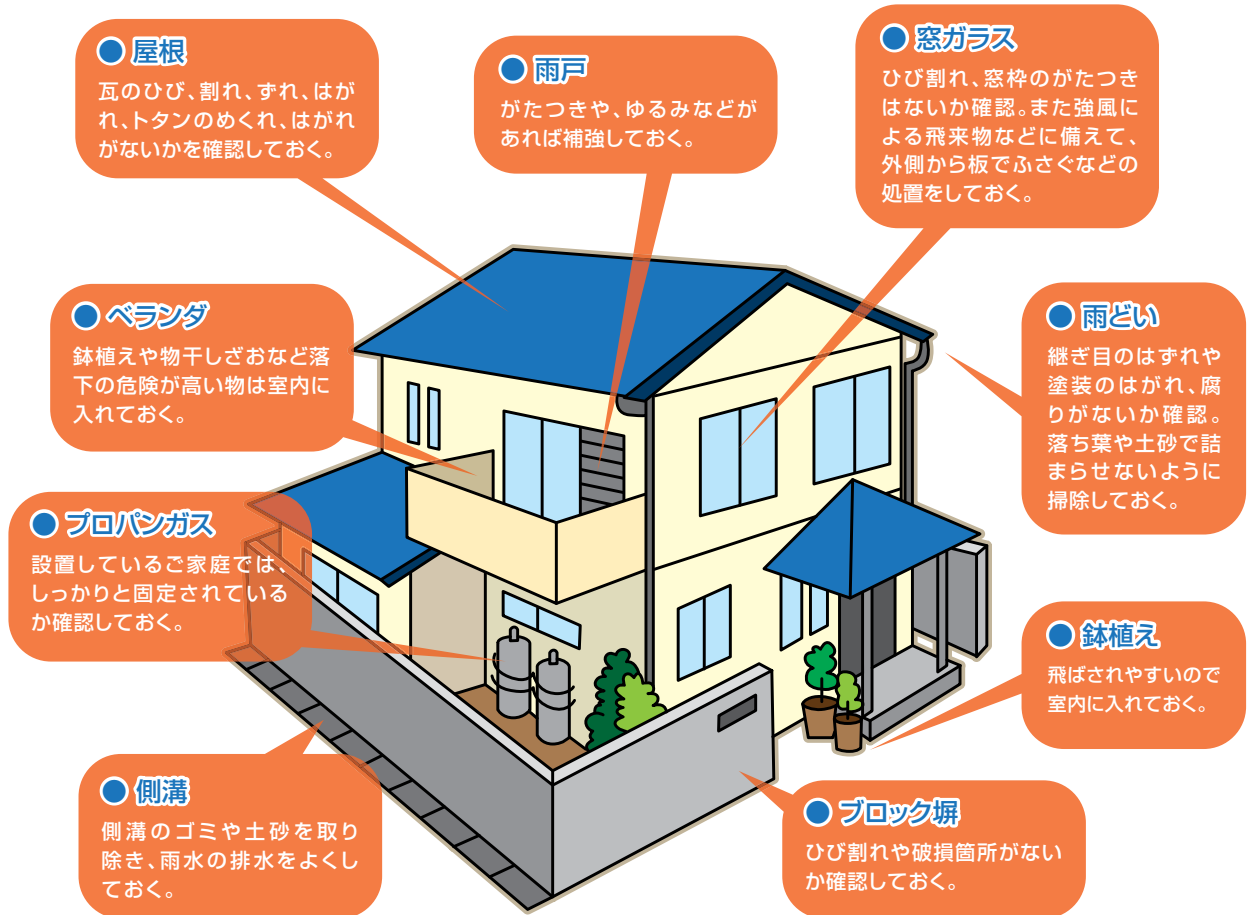 ●屋根
瓦のひび、割れ、ずれ、はが
れ、トタンのめくれ、はがれ
がないかを確認しておく。
●雨戸
がたつきや、ゆるみなどが
あれば補強しておく。
●窓ガラス
ひび割れ、窓枠のがたつき
はないか確認。また強風に
よる飛来物などに備えて、
外側から板でふさぐなどの
処置をしておく。
●ベランダ
鉢植えや物干しざおなど落
下の危険が高い物は室内に
入れておく。
●雨どい
継ぎ目のはずれや
塗装のはがれ、腐
りがないか確認。
落ち葉や土砂で詰
まらせないように
掃除しておく。
●プロパンガス
設置しているご家庭では、
しっかりと固定されている
か確認しておく。
●鉢植え
飛ばされやすいので
室内に入れておく。
●側溝
側溝のゴミや土砂を取り
除き、雨水の排水をよくし
ておく。
●ブロック塀
ひび割れや破損箇所がない
か確認しておく。